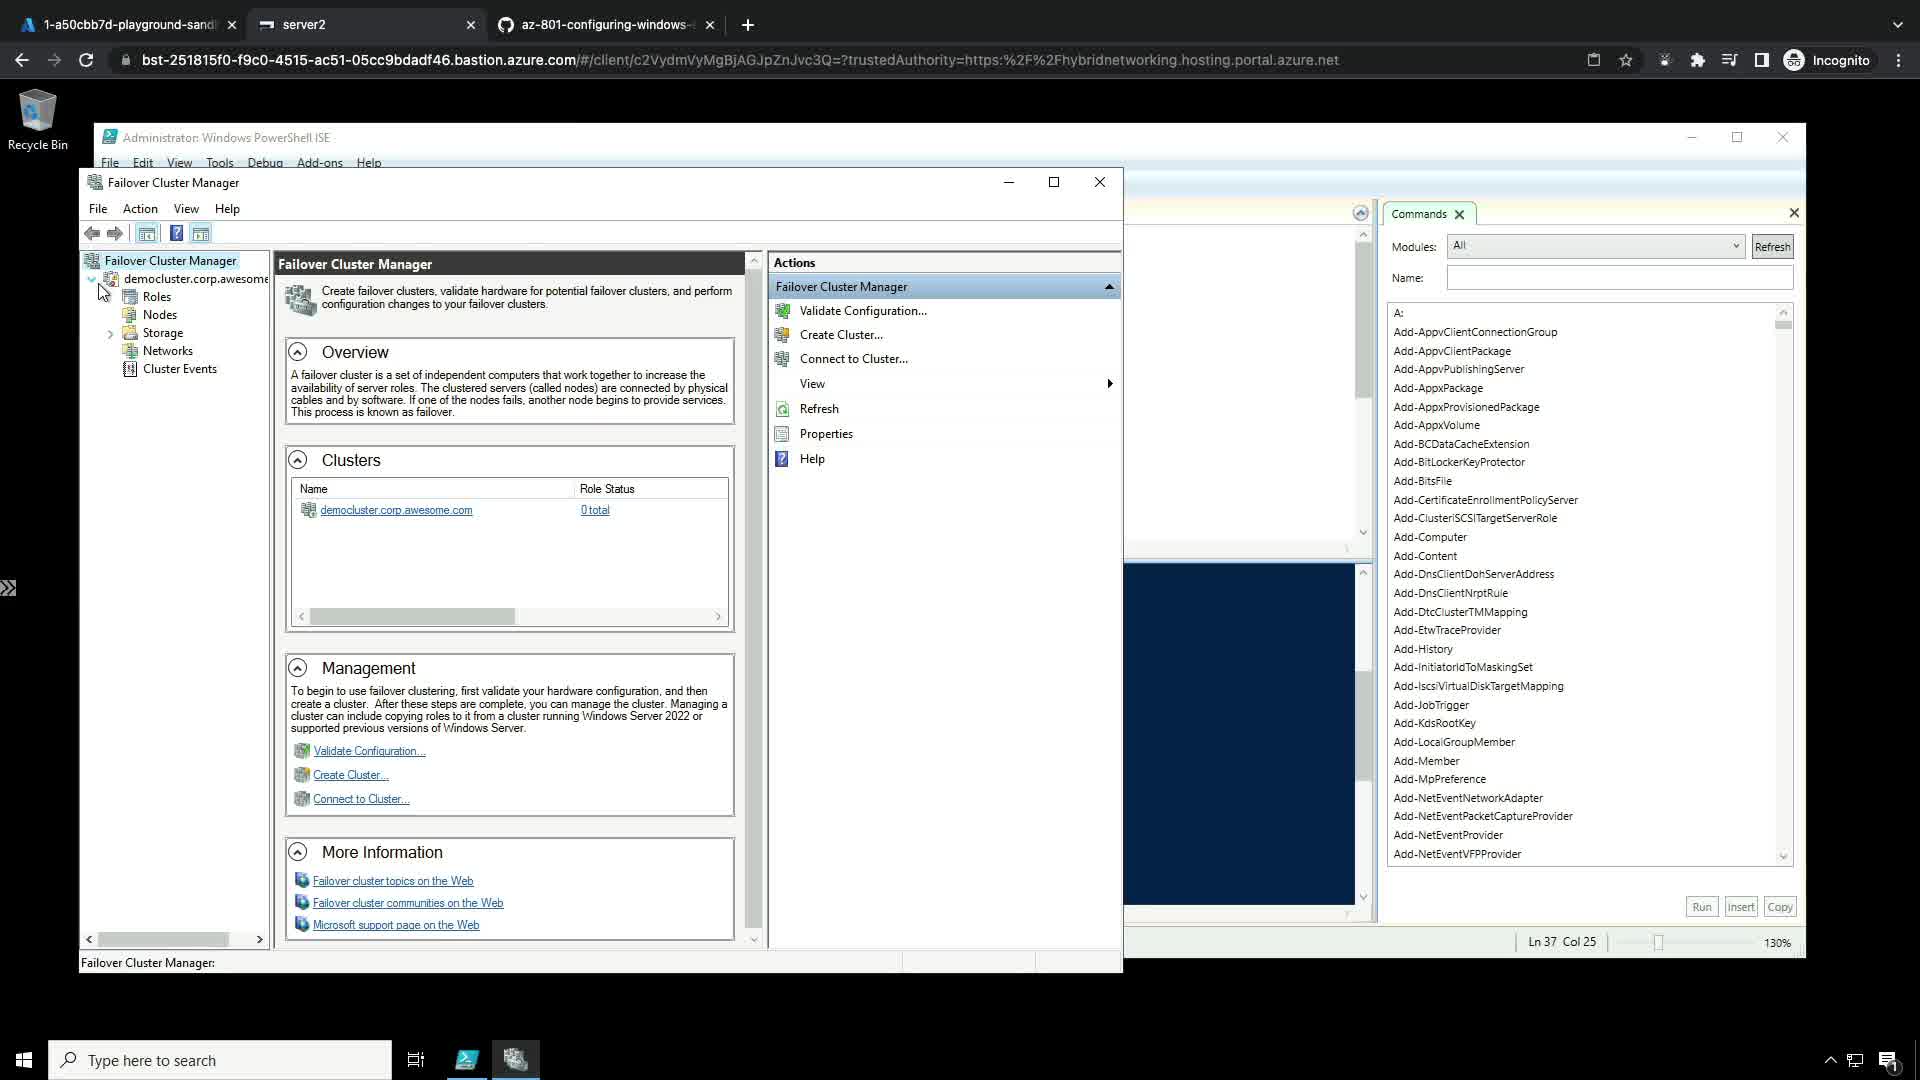 1-a50cbb7d-playground-sand
server2
az-801-configuring-windows-
bst-251815f0-f9c0-4515-ac51-05cc9bdadf46.bastion.azure.com/#/client/c2VydmVyMgBjAGJpZnJvc3Q=?trustedAuthority=https:%2F%2Fhybridnetworking.hosting.portal.azure.net
Incognito
Recycle Bin
Administrator: Windows PowerShell ISE
File Edit View Tools Debug Add-ons Help
Failover Cluster Manager
File Action View Help
Failover Cluster Manager
democluster.corp.awesome
Roles
Nodes
Storage
Networks
Cluster Events
Failover Cluster Manager
Create failover clusters, validate hardware for potential failover clusters, and perform
configuration changes to your failover clusters.
Overview
A failover cluster is a set of independent computers that work together to increase the
availability of server roles. The clustered servers (called nodes) are connected by physical
cables and by software. If one of the nodes fails, another node begins to provide services.
This process is known as failover.
Clusters
Name Role Status
democluster.corp.awesome.com 0 total
Management
To begin to use failover clustering, first validate your hardware configuration, and then
create a cluster. After these steps are complete, you can manage the cluster. Managing a
cluster can include copying roles to it from a cluster running Windows Server 2022 or
supported previous versions of Windows Server.
Validate Configuration...
Create Cluster...
Connect to Cluster...
More Information
Failover cluster topics on the Web
Failover cluster communities on the Web
Microsoft support page on the Web
Failover Cluster Manager:
Actions
Failover Cluster Manager
Validate Configuration...
Create Cluster...
Connect to Cluster...
View
Refresh
Properties
Help
Commands
Modules: All Refresh
Name:
A:
Add-AppvClientConnectionGroup
Add-AppvClientPackage
Add-AppvPublishingServer
Add-AppxPackage
Add-AppxProvisionedPackage
Add-AppxVolume
Add-BCDataCacheExtension
Add-BitLockerKeyProtector
Add-BitsFile
Add-CertificateEnrollmentPolicyServer
Add-ClusteriSCSITargetServerRole
Add-Computer
Add-Content
Add-DnsClientDohServerAddress
Add-DnsClientNrptRule
Add-DtcClusterTMMapping
Add-EtwTraceProvider
Add-History
Add-InitiatorIdToMaskingSet
Add-IscsiVirtualDiskTargetMapping
Add-JobTrigger
Add-KdsRootKey
Add-LocalGroupMember
Add-Member
Add-MpPreference
Add-NetEventNetworkAdapter
Add-NetEventPacketCaptureProvider
Add-NetEventProvider
Add-NetEventVFPProvider
Run Insert Copy
Ln 37 Col 25 130%
Type here to search
1